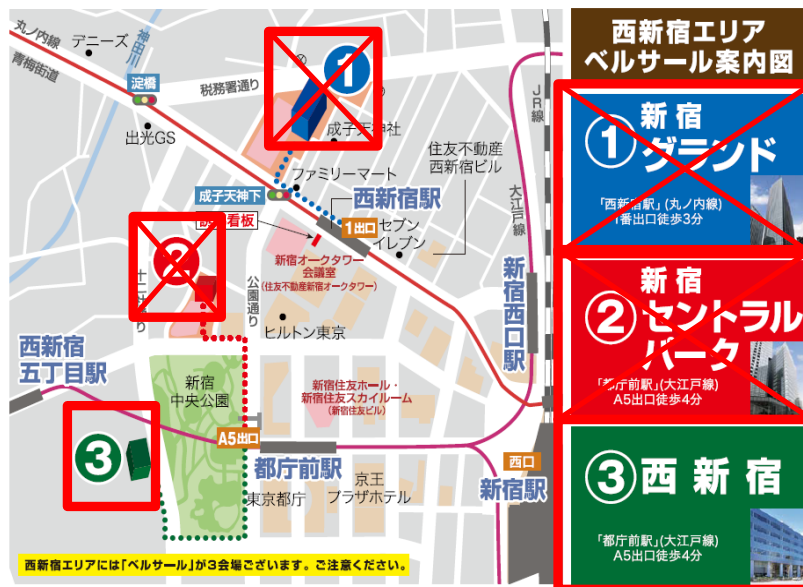 丸ノ内線
青梅街道
デニーズ
神田川
淀橋
税務署通り
出光GS
1
成子天神社
ファミリーマート
成子天神下
西新宿駅
1出口
セブン
イレブン
住友不動産
西新宿ビル
JR線
大江戸線
新宿オークタワー
会議室
(住友不動産新宿オークタワー)
2
公園通り
ヒルトン東京
新宿西口駅
西新宿
五丁目駅
新宿
中央公園
新宿住友ホール・
新宿住友スカイルーム
(新宿住友ビル)
3
A5出口
都庁前駅
東京都庁
京王
プラザホテル
西口
新宿駅
西新宿エリアには「ベルサール」が3会場ございます。ご注意ください。
西新宿エリア
ベルサール案内図
①新宿
グランド
「西新宿駅」(丸ノ内線)
1番出口徒歩3分
②新宿
セントラル
パーク
「都庁前駅」(大江戸線)
A5出口徒歩4分
③西新宿
「都庁前駅」(大江戸線)
A5出口徒歩4分